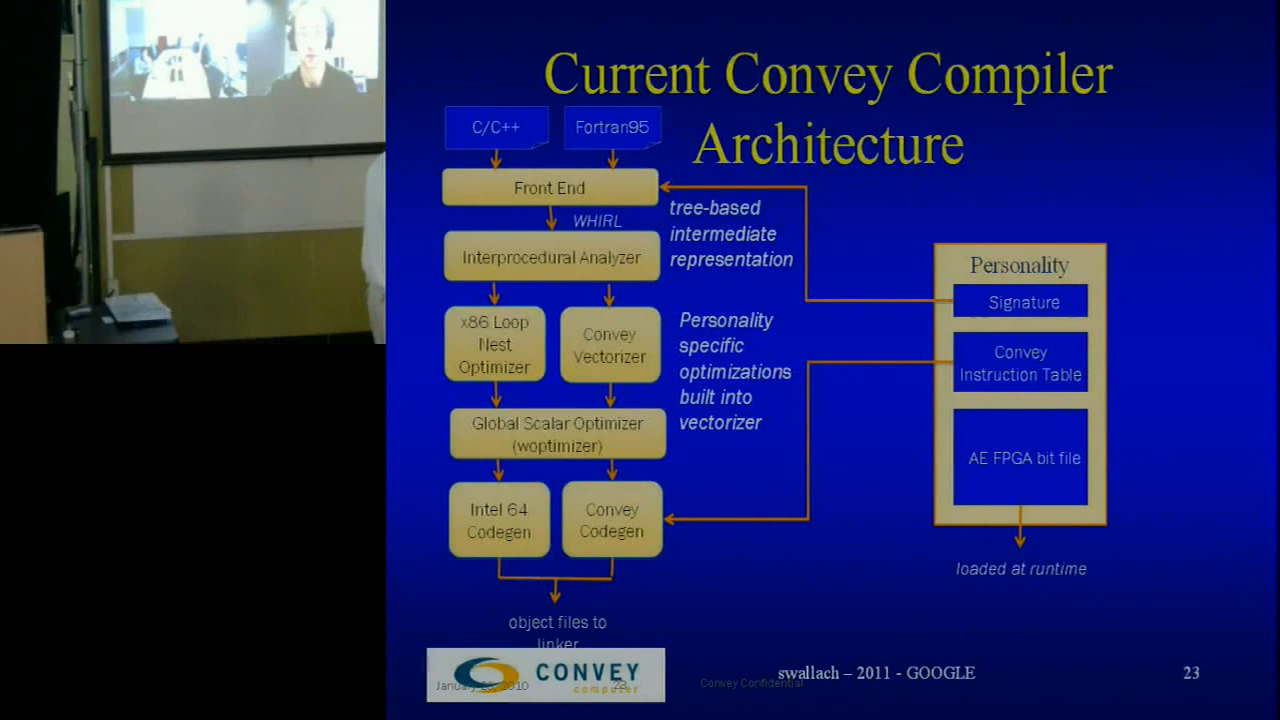 Current Convey Compiler
Architecture
C/C++
Fortran95
Front End
WHIRL
tree-based
intermediate
representation
Interprocedural Analyzer
x86 Loop
Nest
Optimizer
Convey
Vectorizer
Personality
specific
optimizations
built into
vectorizer
Global Scalar Optimizer
(woptimizer)
Intel 64
Codegen
Convey
Codegen
object files to
linker
Personality
Signature
Convey
Instruction Table
AE FPGA bit file
loaded at runtime
CONVEY
computer
23
Convey Confidential
swallach – 2011 - GOOGLE
23